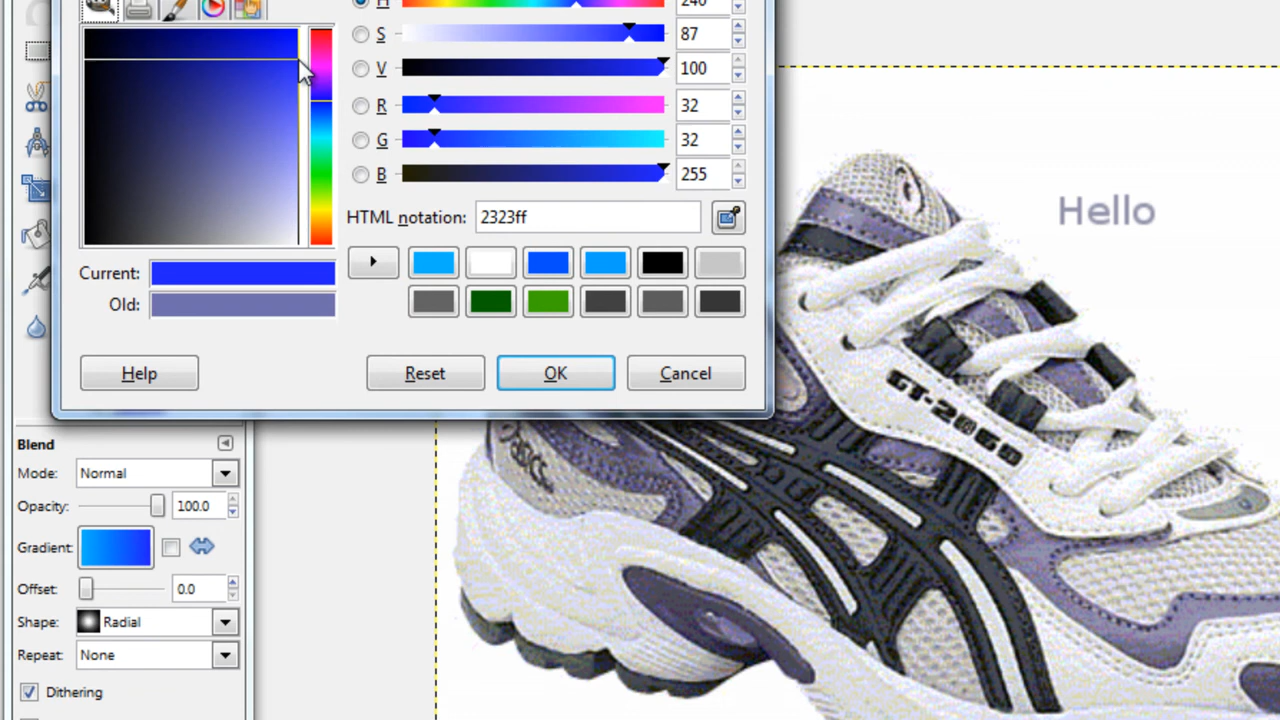 H 240
S 87
V 100
R 32
G 32
B 255
HTML notation: 2323ff
Current:
Old:
Help Reset OK Cancel
Hello
GT-2060
asics
Blend
Mode: Normal
Opacity: 100.0
Gradient:
Offset: 0.0
Shape: Radial
Repeat: None
Dithering